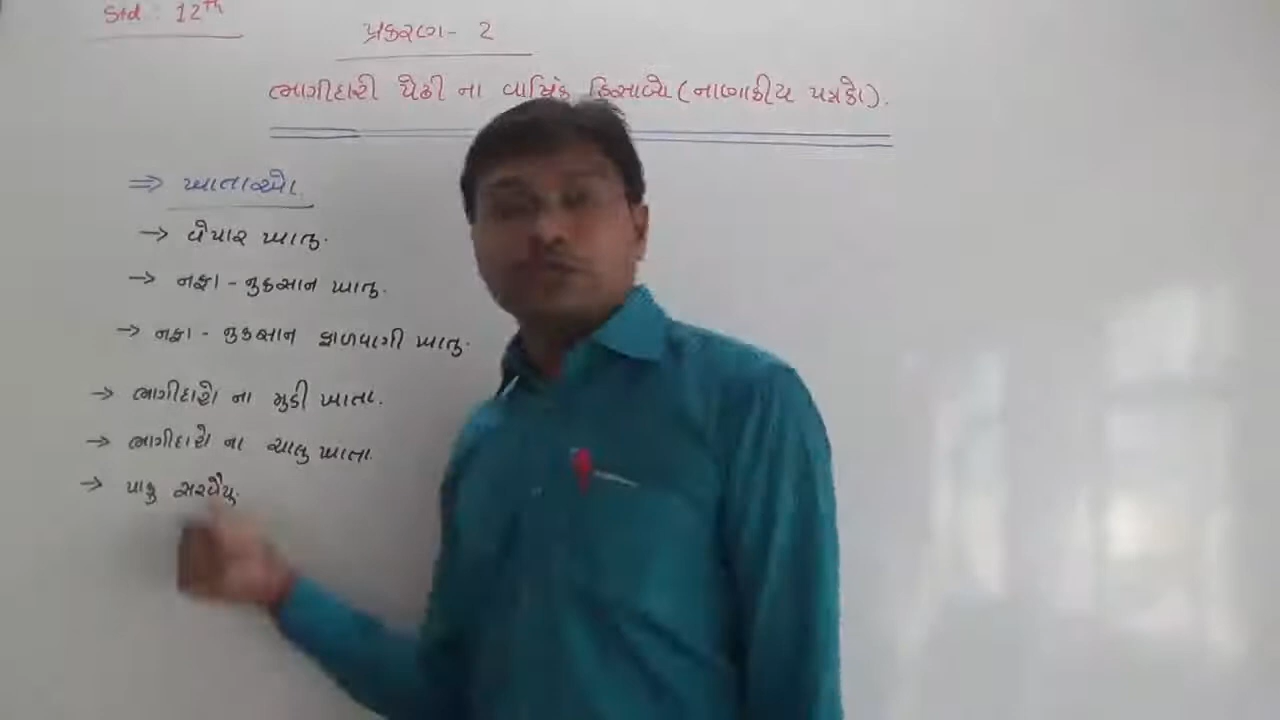 Std : 12th
પ્રકરણ - 2
ભાગીદારી પેઢી ના વાર્ષિક હિસાબો (નાણાકીય પત્રકો).
⇒ ખાતાઓ.
→ વેપાર ખાતુ.
→ નફા - નુકસાન ખાતુ.
→ નફા - નુકસાન ફાળવણી ખાતુ.
→ ભાગીદારો ના મુડી ખાતા.
→ ભાગીદારો ના ચાલુ ખાતા.
→ પાકુ સરવૈયુ.